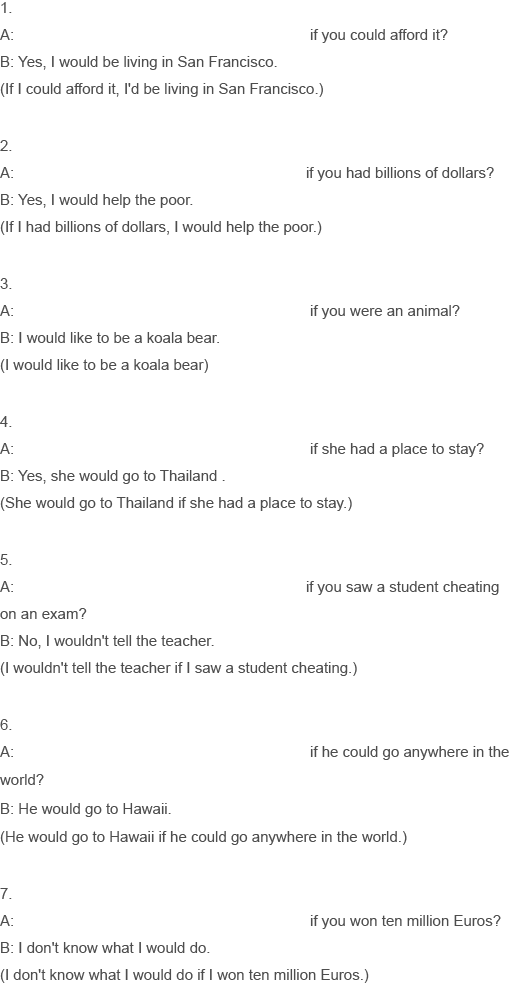 1.
A: if you could afford it?
B: Yes, I would be living in San Francisco.
(If I could afford it, I'd be living in San Francisco.)
2.
A: if you had billions of dollars?
B: Yes, I would help the poor.
(If I had billions of dollars, I would help the poor.)
3.
A: if you were an animal?
B: I would like to be a koala bear.
(I would like to be a koala bear)
4.
A: if she had a place to stay?
B: Yes, she would go to Thailand .
(She would go to Thailand if she had a place to stay.)
5.
A: if you saw a student cheating
on an exam?
B: No, I wouldn't tell the teacher.
(I wouldn't tell the teacher if I saw a student cheating.)
6.
A: if he could go anywhere in the
world?
B: He would go to Hawaii.
(He would go to Hawaii if he could go anywhere in the world.)
7.
A: if you won ten million Euros?
B: I don't know what I would do.
(I don't know what I would do if I won ten million Euros.)